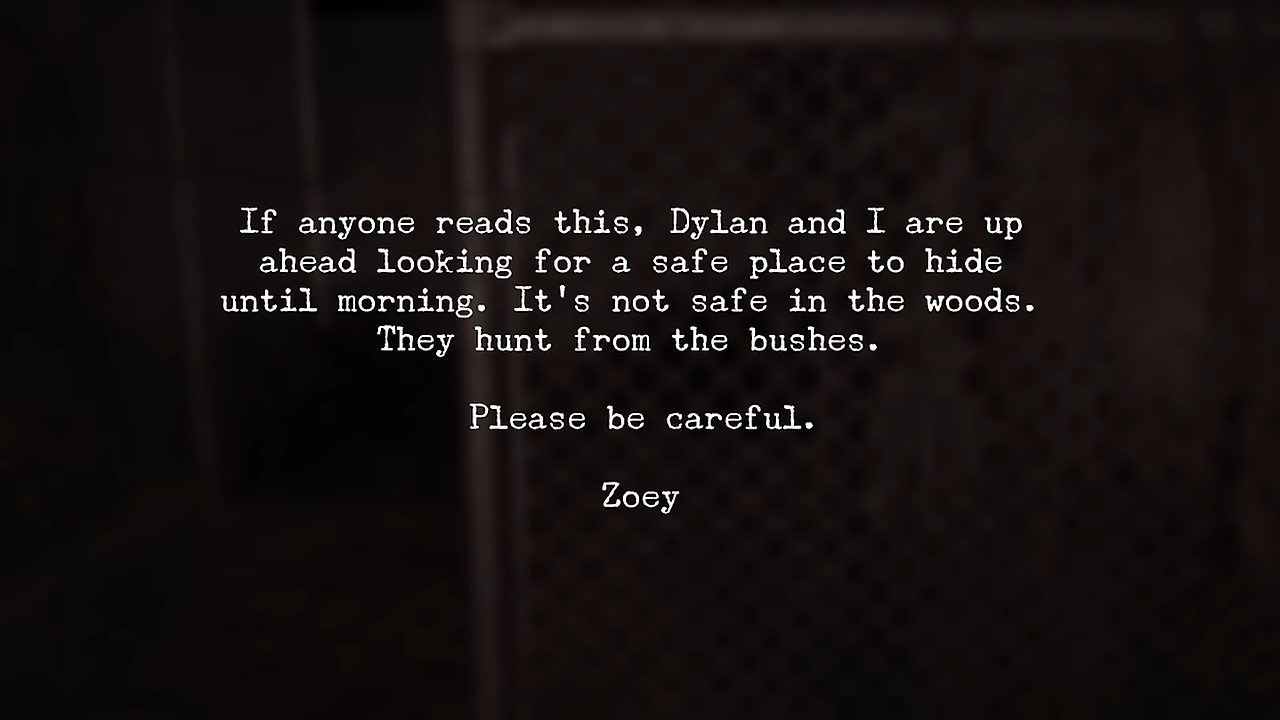 If anyone reads this, Dylan and I are up
ahead looking for a safe place to hide
until morning. It's not safe in the woods.
They hunt from the bushes.
Please be careful.
Zoey